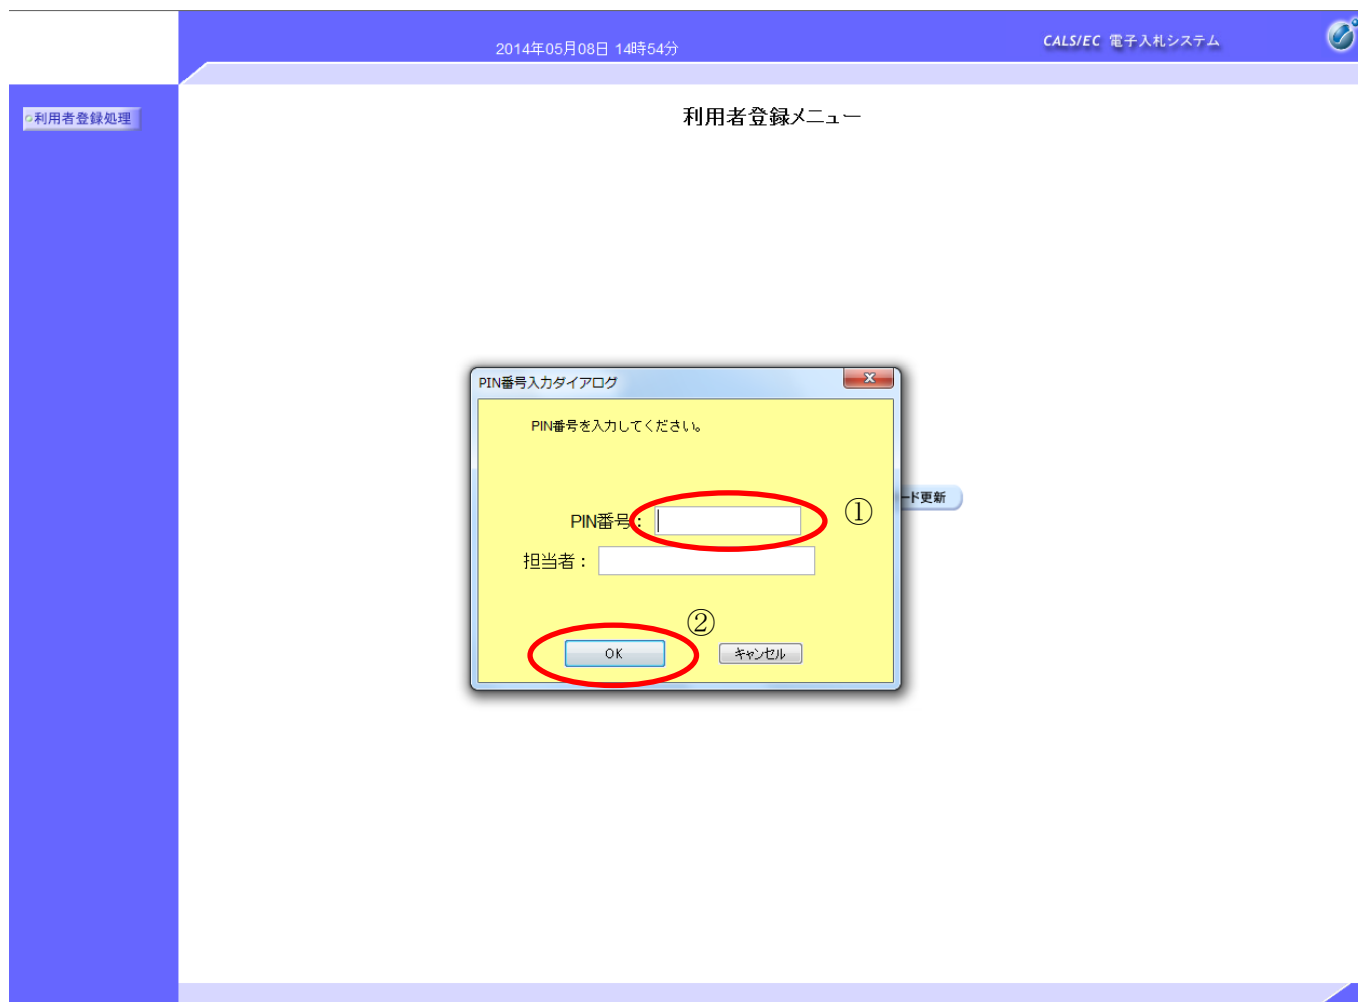 2014年05月08日 14時54分
CALS/EC 電子入札システム
利用者登録処理
利用者登録メニュー
PIN番号入力ダイアログ
PIN番号を入力してください。
ード更新
PIN番号：
①
担当者：
②
OK
キャンセル